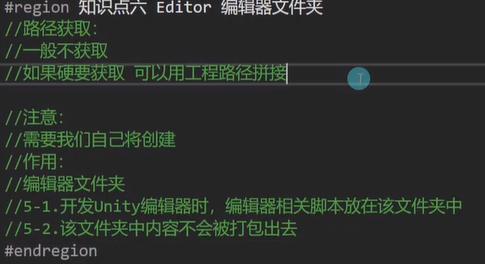 #region 知识点六 Editor 编辑器文件夹
//路径获取:
//一般不获取
//如果硬要获取 可以用工程路径拼接
//注意:
//需要我们自己将创建
//作用:
//编辑器文件夹
//5-1.开发Unity编辑器时，编辑器相关脚本放在该文件夹中
//5-2.该文件夹中内容不会被打包出去
#endregion